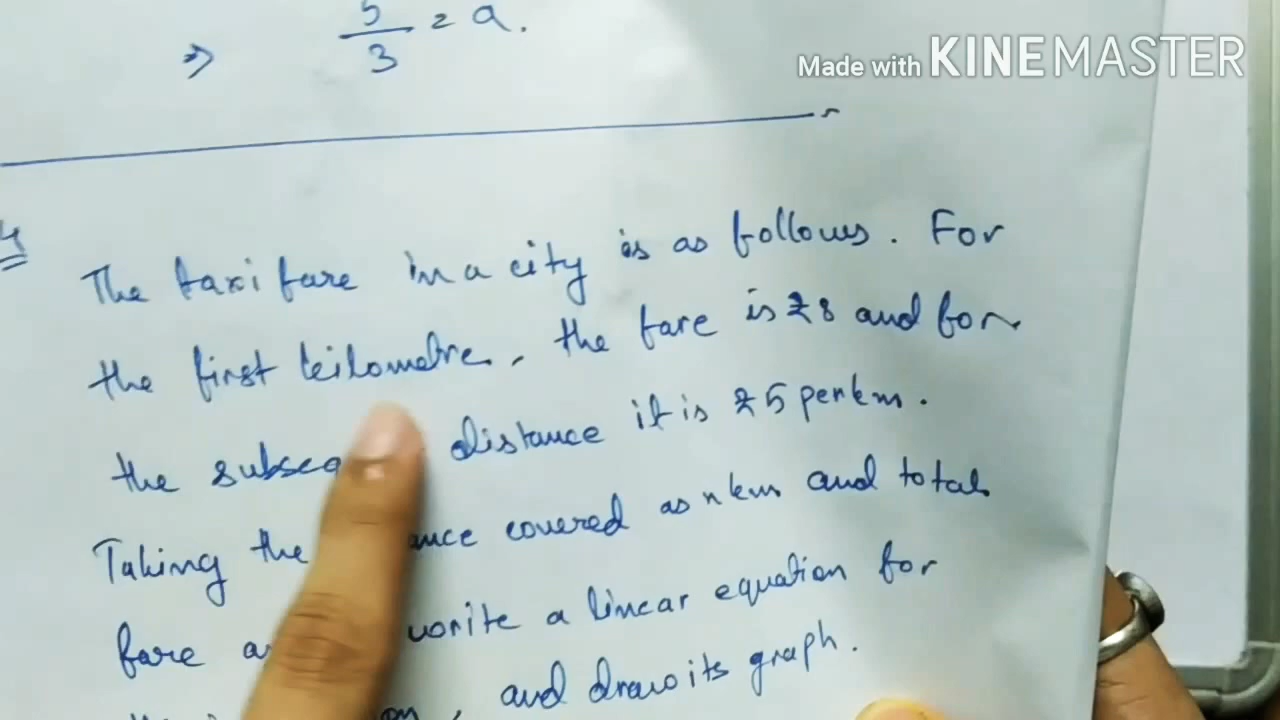 ⇒ 5/3 = a.
Made with KINEMASTER
4
The taxi fare in a city is as follows. For
the first kilometre, the fare is ₹8 and for
the distance it is ₹5 per km.
Taking the covered as x km and total
fare write a linear equation for
, and draw its graph.